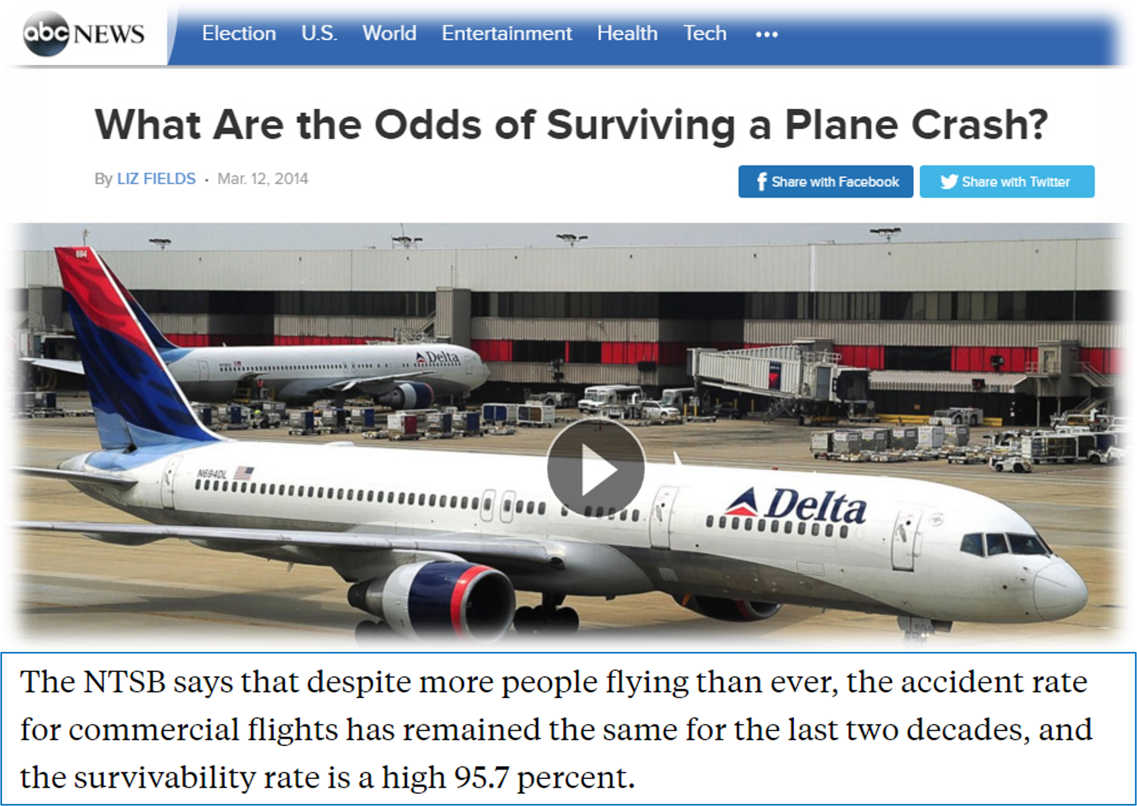 abc NEWS Election U.S. World Entertainment Health Tech •••
What Are the Odds of Surviving a Plane Crash?
By LIZ FIELDS • Mar. 12, 2014
Share with Facebook Share with Twitter
694
Delta
N694DL
Delta
The NTSB says that despite more people flying than ever, the accident rate
for commercial flights has remained the same for the last two decades, and
the survivability rate is a high 95.7 percent.